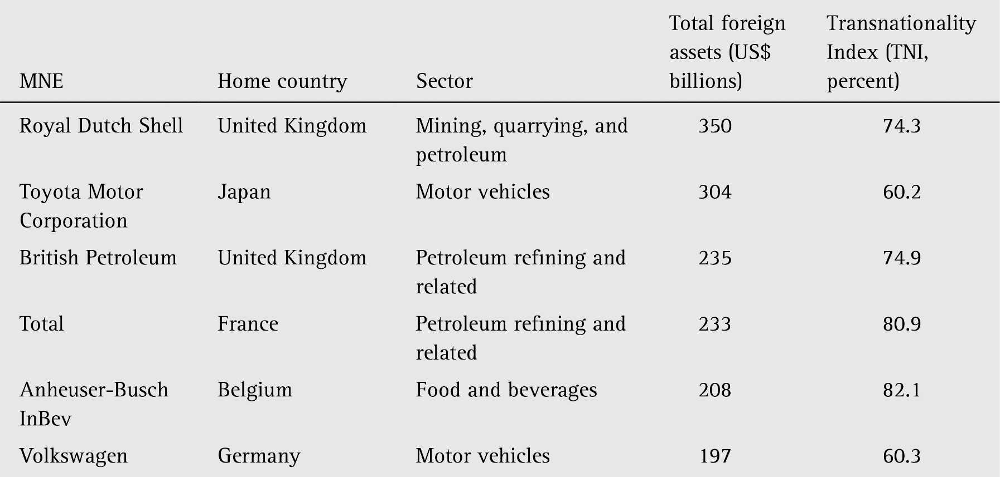 MNE Home country Sector Total foreign assets (US$ billions) Transnationality Index (TNI, percent)
Royal Dutch Shell United Kingdom Mining, quarrying, and petroleum 350 74.3
Toyota Motor Corporation Japan Motor vehicles 304 60.2
British Petroleum United Kingdom Petroleum refining and related 235 74.9
Total France Petroleum refining and related 233 80.9
Anheuser-Busch InBev Belgium Food and beverages 208 82.1
Volkswagen Germany Motor vehicles 197 60.3